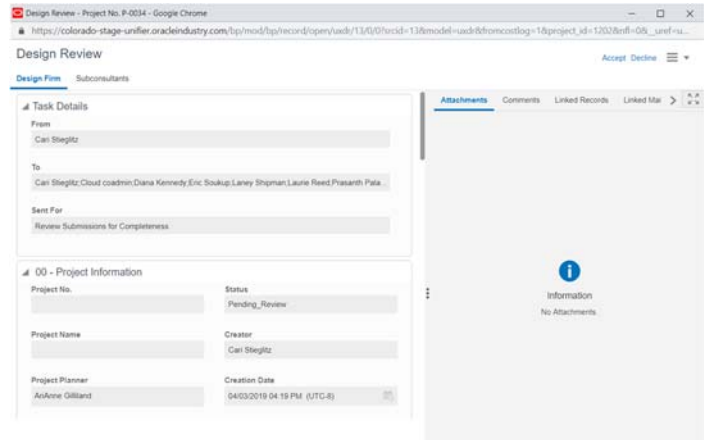 Design Review - Project No. P-0034 - Google Chrome
https://colorado-stage-unifier.oracleindustry.com/bp/mod/bp/record/open/uxdr/13/0/0?srcid=13&model=uxdr&fromcostlog=1&project_id=1202&nfl=0&_uref=u...
Design Review
Accept Decline
Design Firm Subconsultants
Attachments Comments Linked Records Linked Mai
Task Details
From
Cari Stieglitz
To
Cari Stieglitz;Cloud coadmin;Diana Kennedy;Eric Soukup;Laney Shipman;Laurie Reed;Prasanth Pata...
Sent For
Review Submissions for Completeness
00 - Project Information
Project No. Status
Pending_Review
Project Name Creator
Cari Stieglitz
Project Planner Creation Date
AriAnne Gilliland 04/03/2019 04:19 PM (UTC-8)
Information
No Attachments